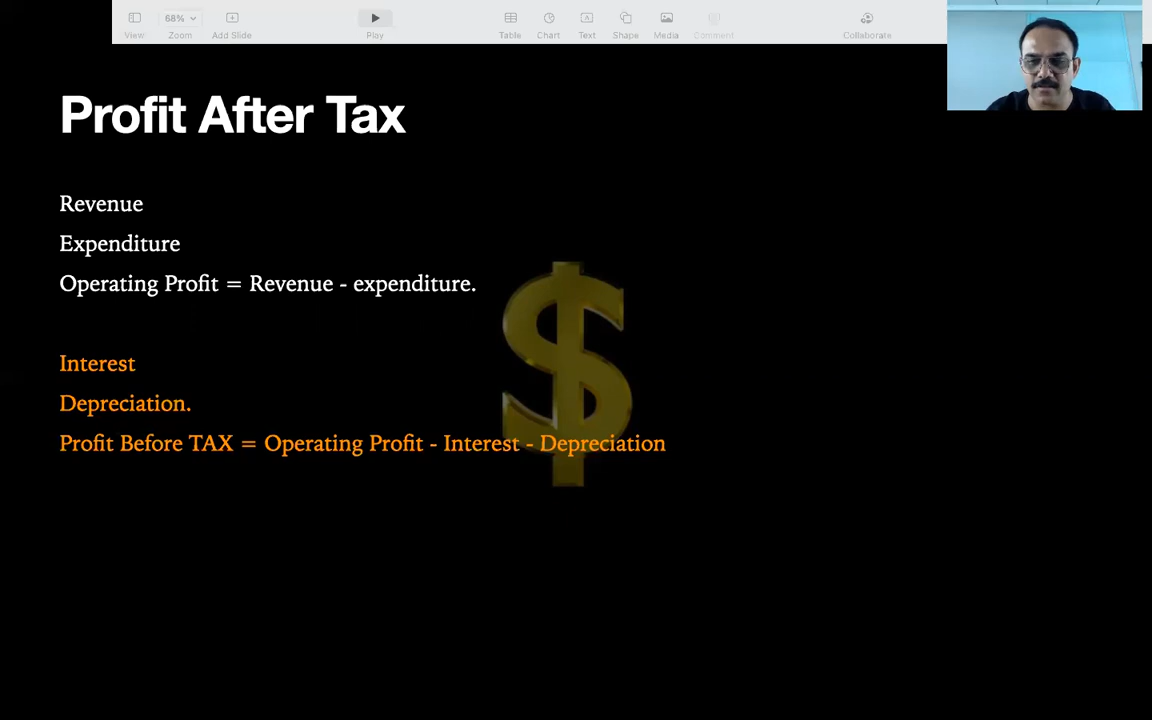 68%
View
Zoom
Add Slide
Play
Table
Chart
Text
Shape
Media
Comment
Collaborate
Profit After Tax
Revenue
Expenditure
Operating Profit = Revenue - expenditure.
Interest
Depreciation.
Profit Before TAX = Operating Profit - Interest - Depreciation